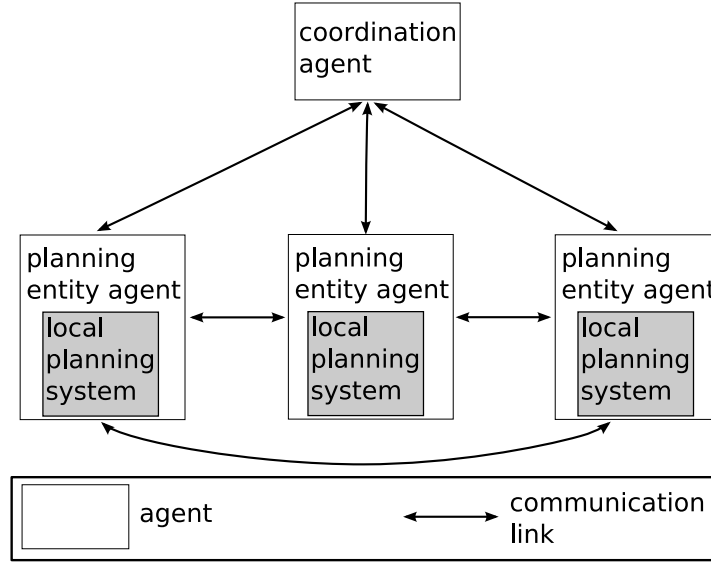 coordination
agent
planning
entity agent
local
planning
system
planning
entity agent
local
planning
system
planning
entity agent
local
planning
system
agent
communication
link